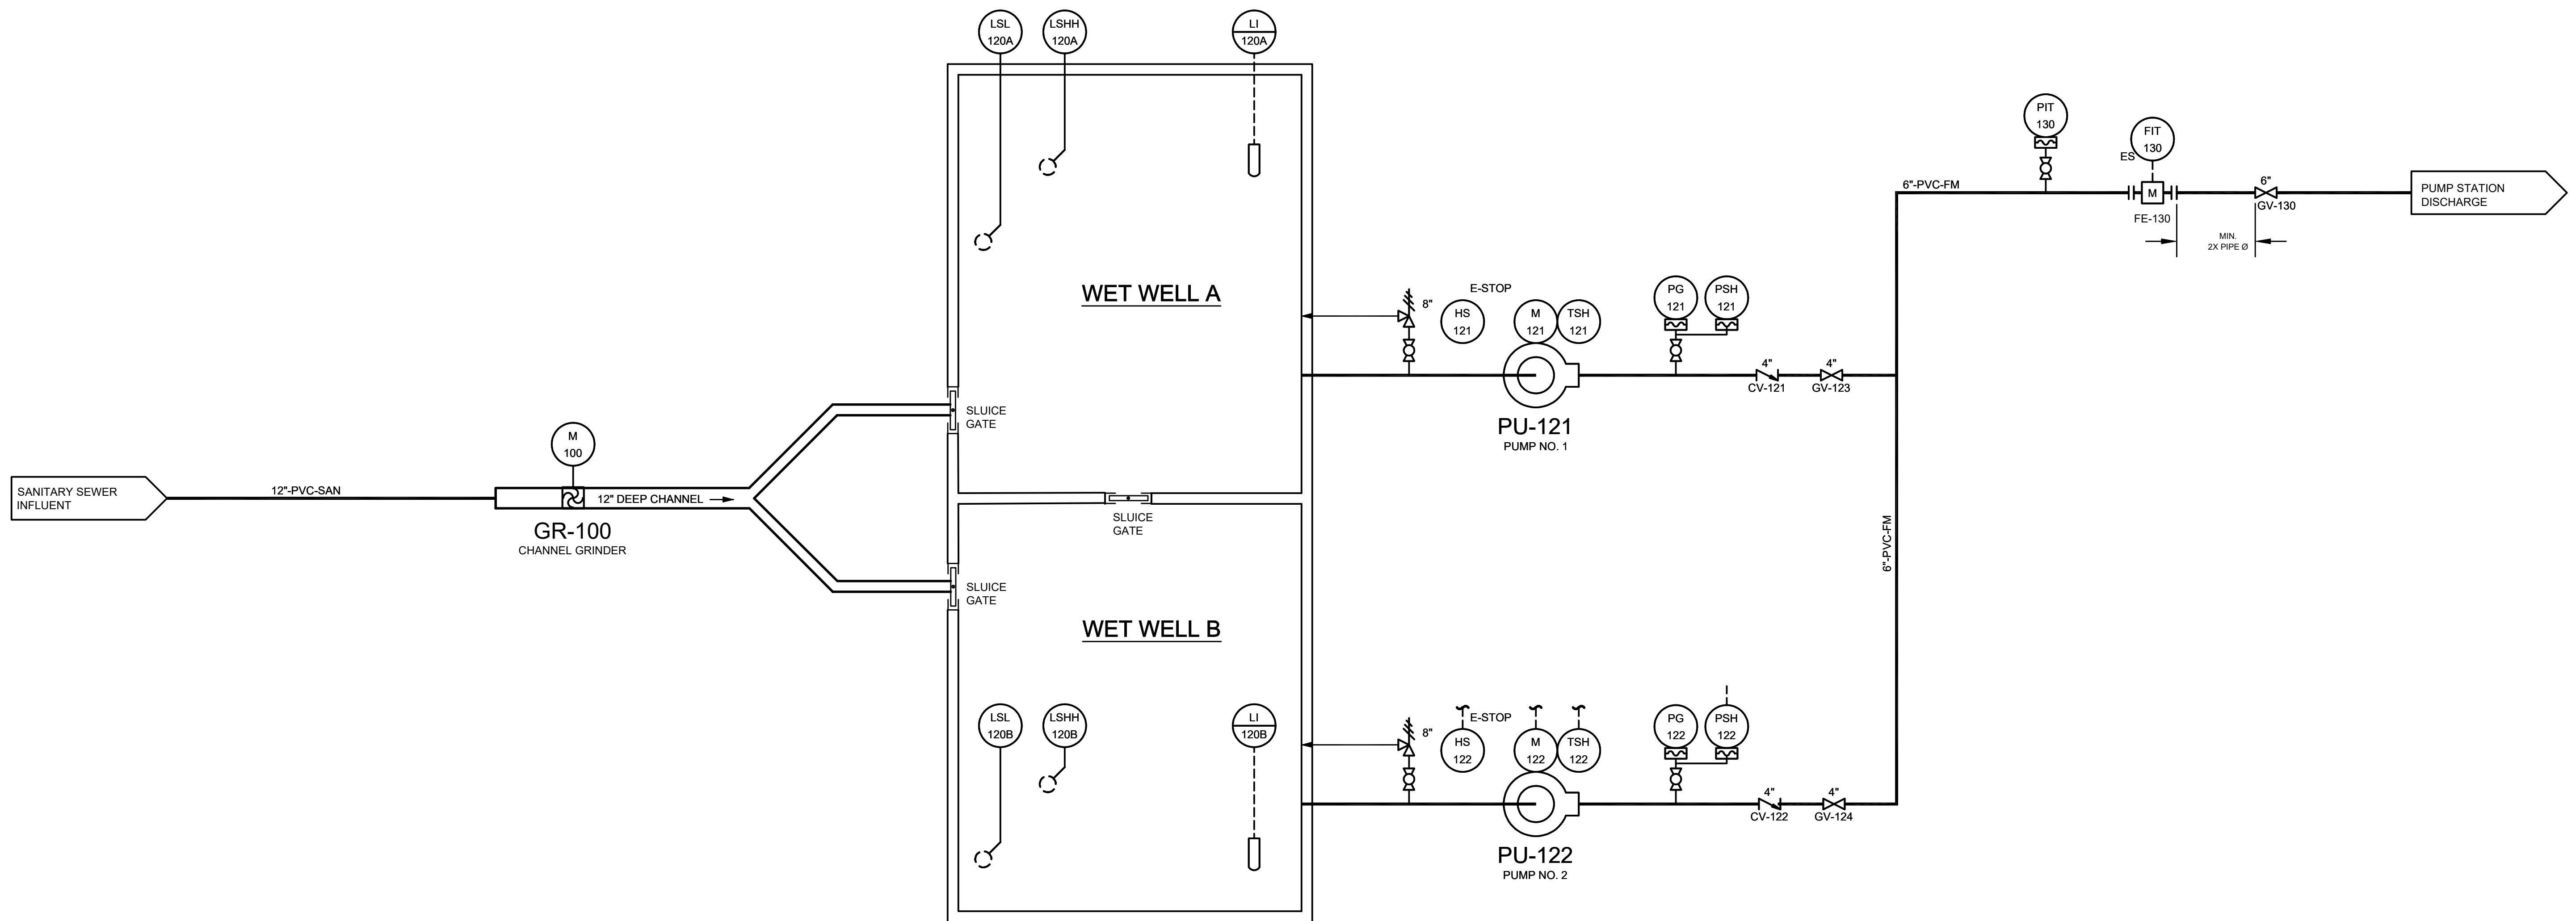 LSL
120A
LSHH
120A
LI
120A
PIT
130
FIT
130
ES
6"-PVC-FM
M
6"
GV-130
FE-130
MIN.
2X PIPE Ø
PUMP STATION
DISCHARGE
WET WELL A
8"
E-STOP
HS
121
M
121
TSH
121
PG
121
PSH
121
4"
CV-121
4"
GV-123
PU-121
PUMP NO. 1
SLUICE
GATE
M
100
SANITARY SEWER
INFLUENT
12"-PVC-SAN
12" DEEP CHANNEL
GR-100
CHANNEL GRINDER
SLUICE
GATE
6"-PVC-FM
SLUICE
GATE
WET WELL B
LSL
120B
LSHH
120B
LI
120B
8"
E-STOP
HS
122
M
122
TSH
122
PG
122
PSH
122
4"
CV-122
4"
GV-124
PU-122
PUMP NO. 2